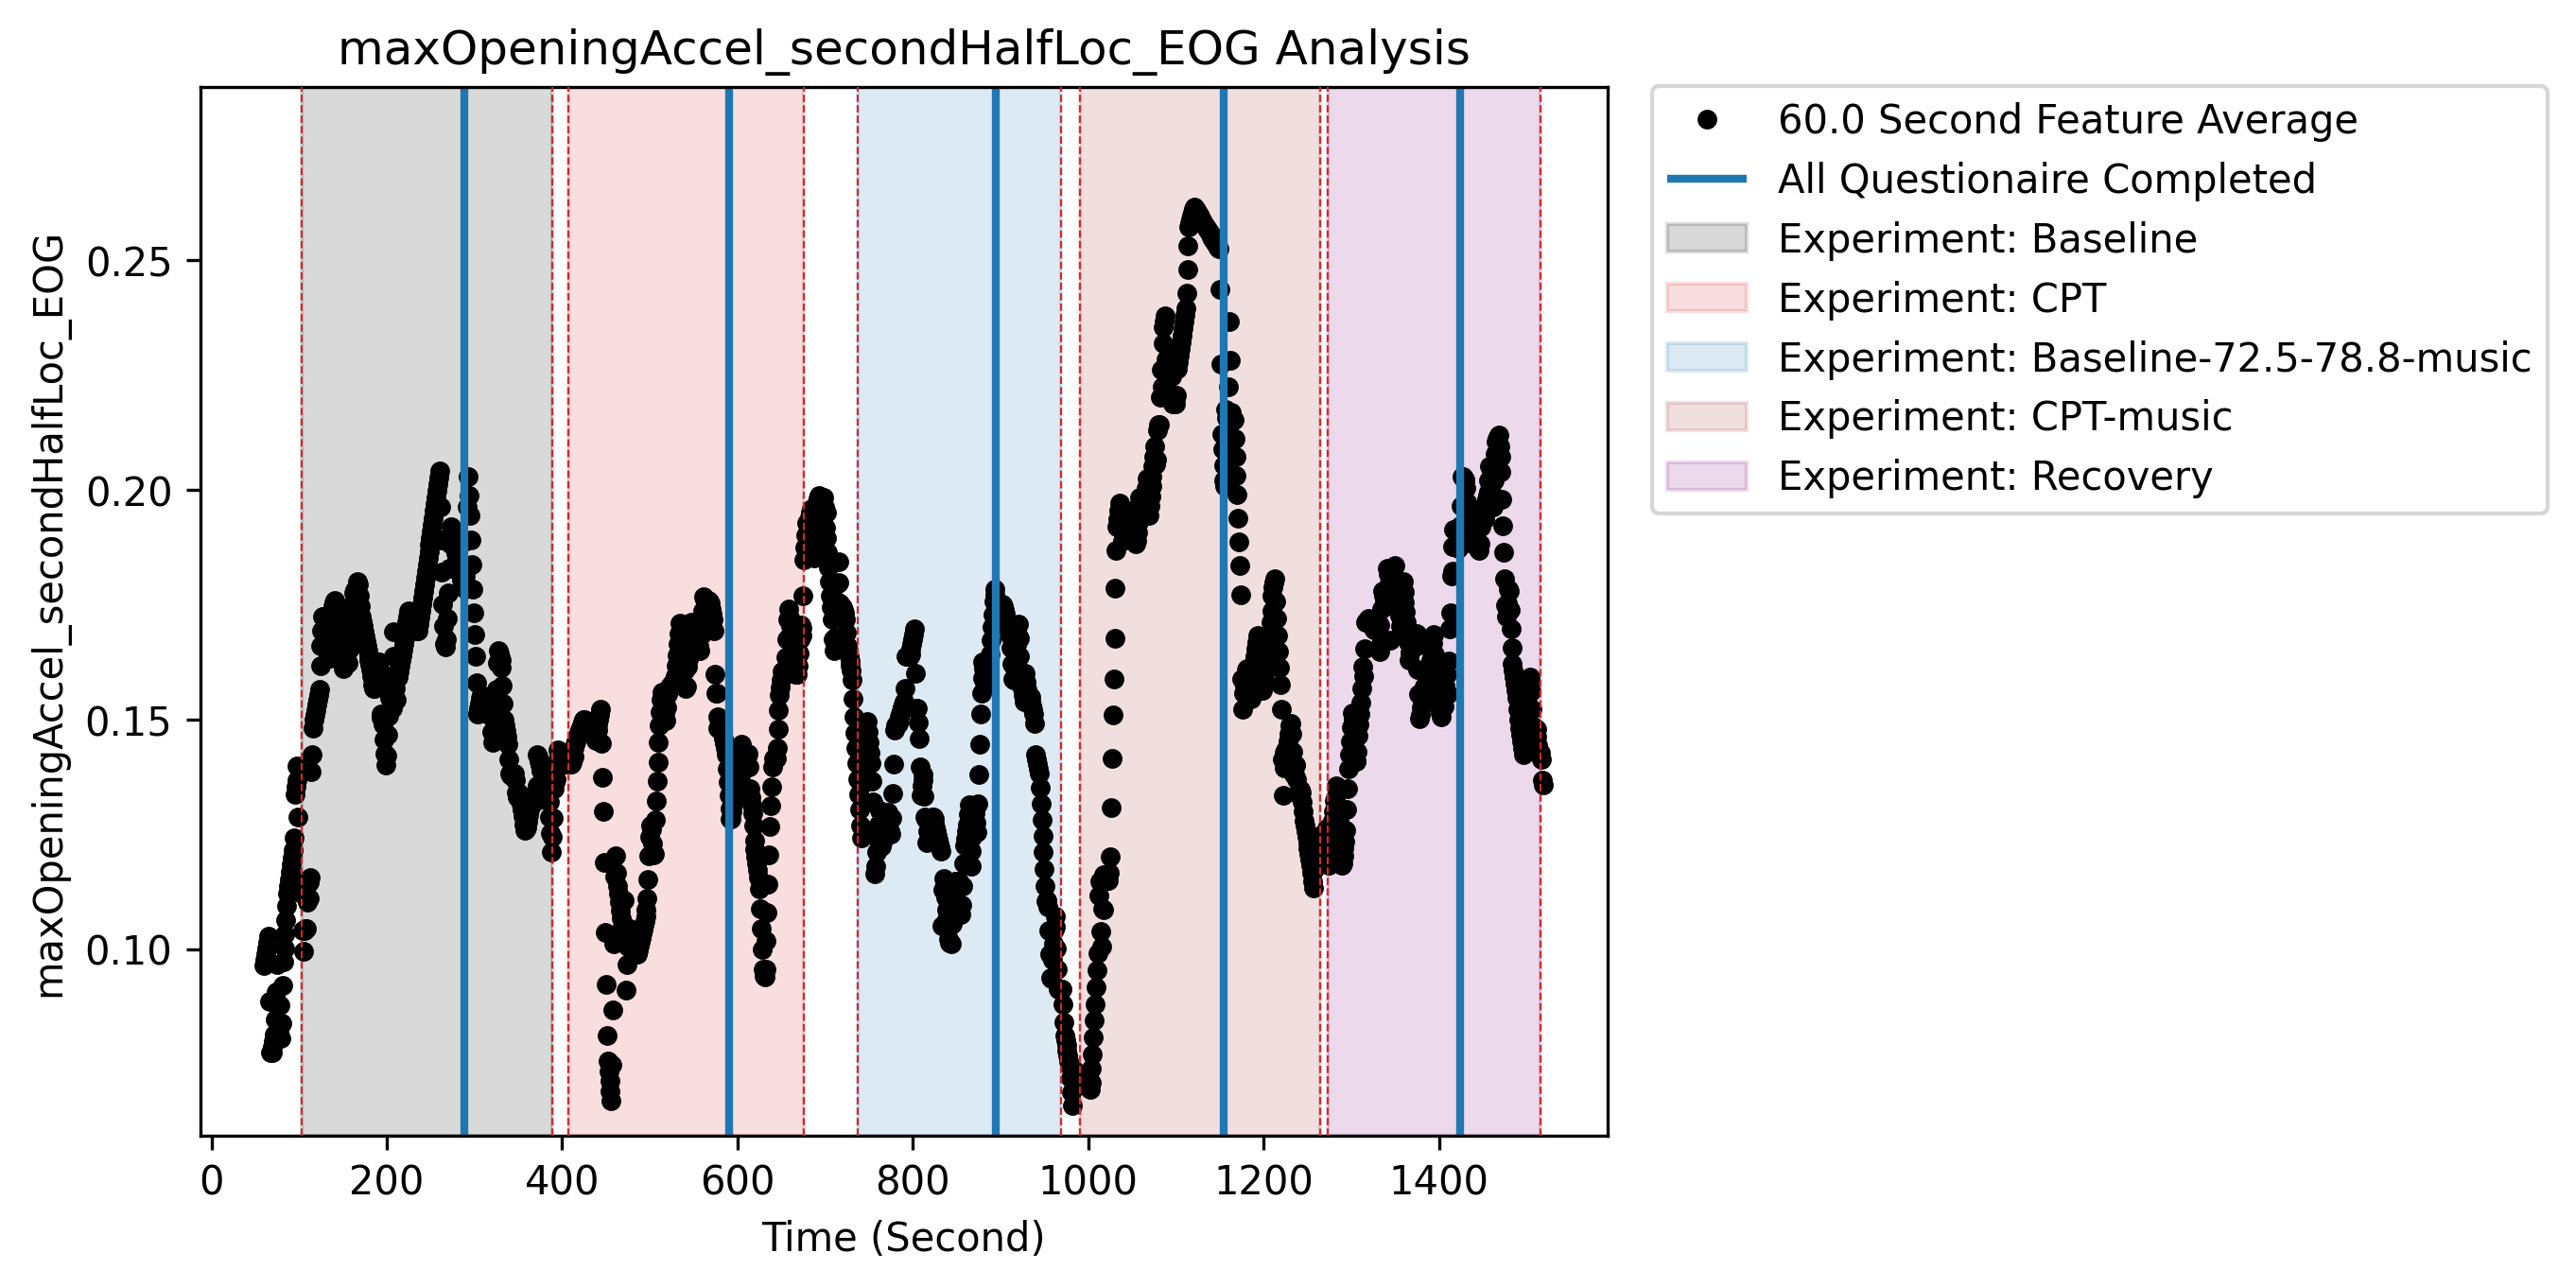 maxOpeningAccel_secondHalfLoc_EOG Analysis
maxOpeningAccel_secondHalfLoc_EOG
0.25
0.20
0.15
0.10
0 200 400 600 800 1000 1200 1400
Time (Second)
60.0 Second Feature Average
All Questionaire Completed
Experiment: Baseline
Experiment: CPT
Experiment: Baseline-72.5-78.8-music
Experiment: CPT-music
Experiment: Recovery